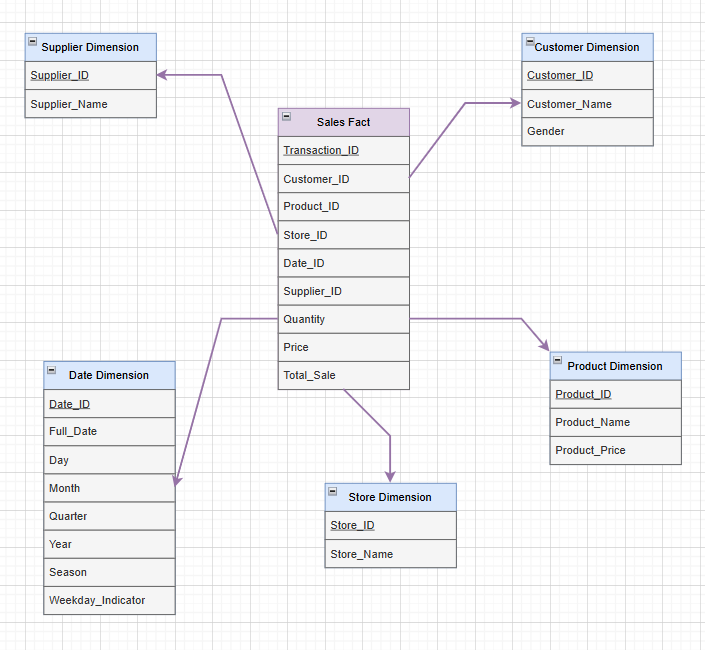 Supplier Dimension
Supplier_ID
Supplier_Name
Customer Dimension
Customer_ID
Customer_Name
Gender
Sales Fact
Transaction_ID
Customer_ID
Product_ID
Store_ID
Date_ID
Supplier_ID
Quantity
Price
Total_Sale
Date Dimension
Date_ID
Full_Date
Day
Month
Quarter
Year
Season
Weekday_Indicator
Product Dimension
Product_ID
Product_Name
Product_Price
Store Dimension
Store_ID
Store_Name